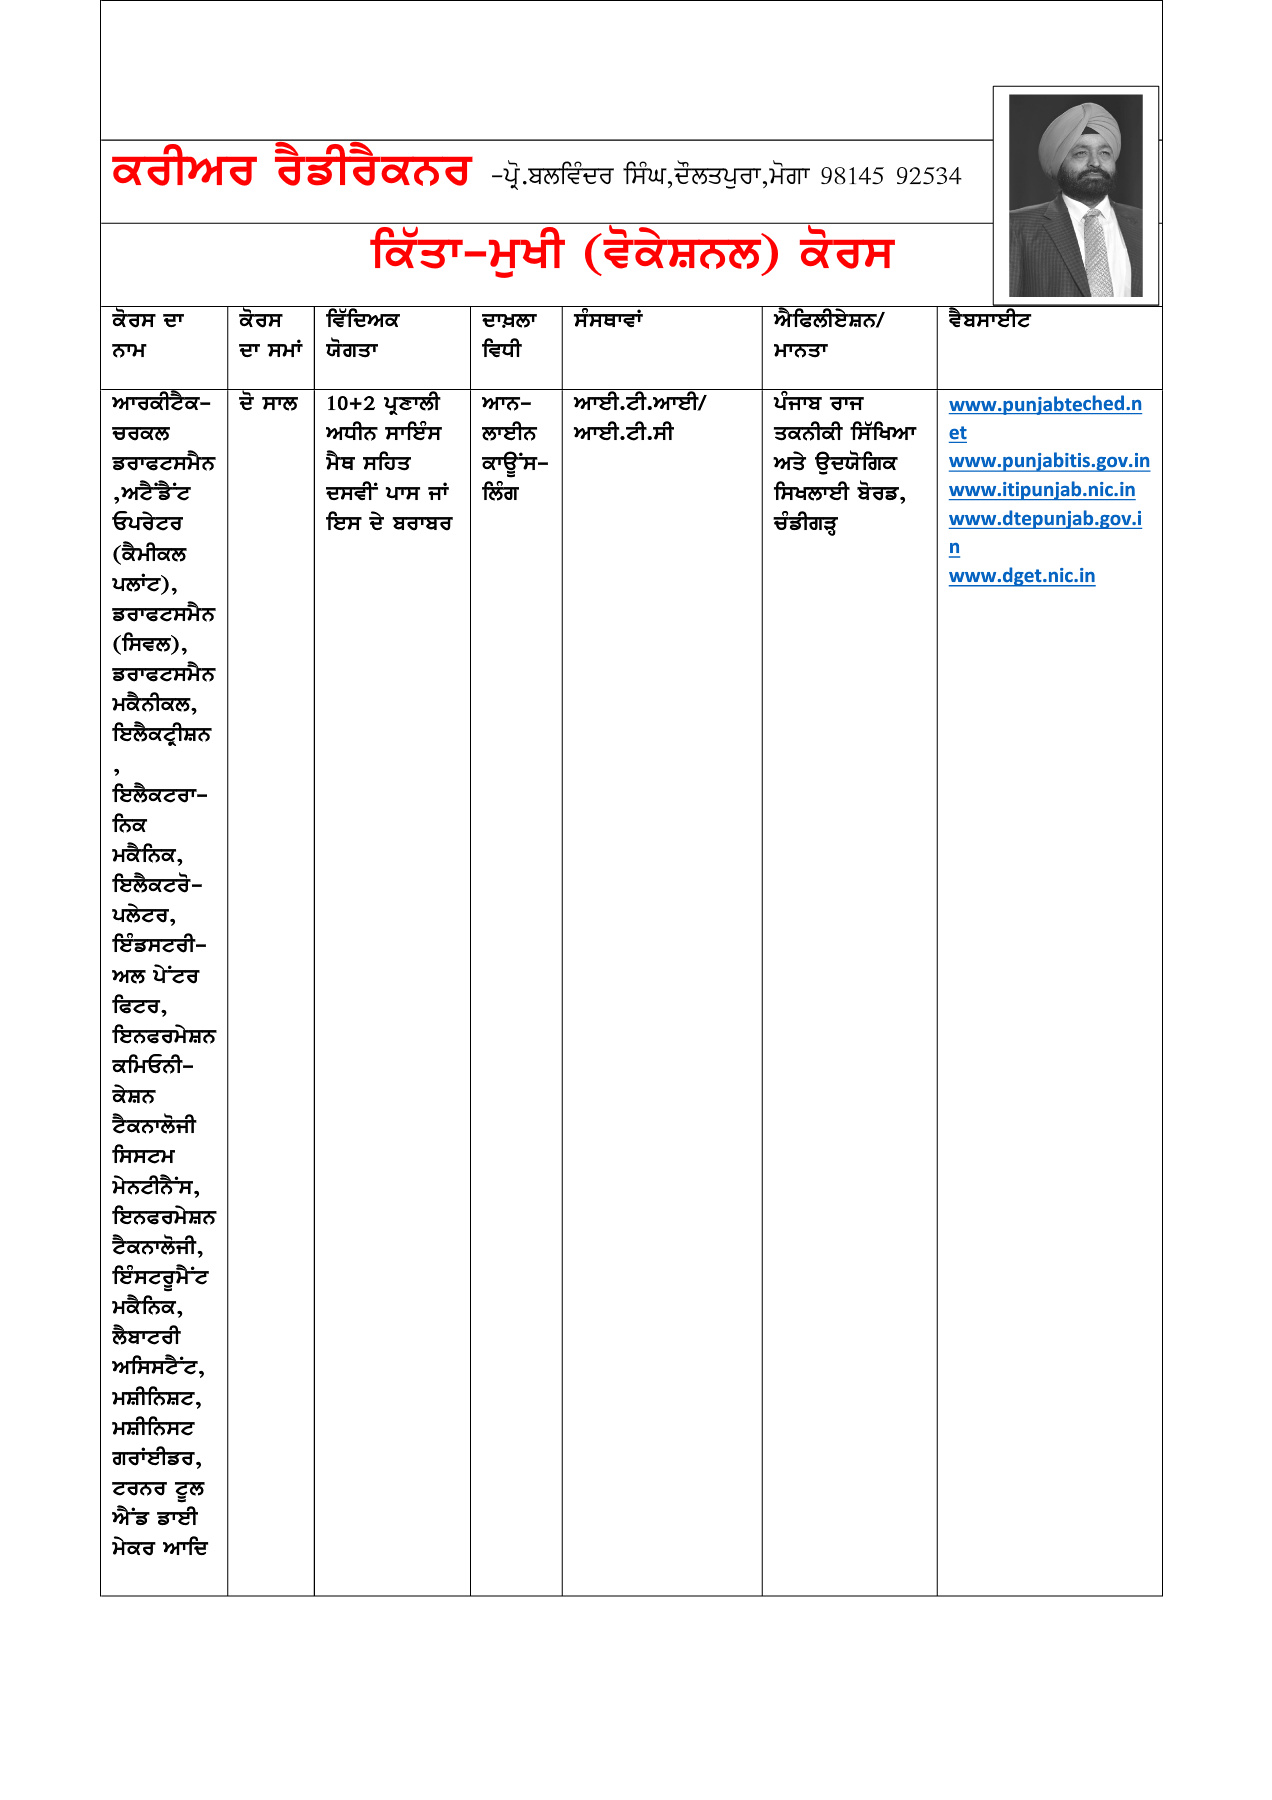 ਕਰੀਅਰ ਰੈਡੀਰੈਕਨਰ -ਪ੍ਰੋ.ਬਲਵਿੰਦਰ ਸਿੰਘ,ਦੌਲਤਪੁਰਾ,ਮੋਗਾ 98145 92534
ਕਿੱਤਾ-ਮੁਖੀ (ਵੋਕੇਸ਼ਨਲ) ਕੋਰਸ
ਕੋਰਸ ਦਾ
ਨਾਮ
ਕੋਰਸ
ਦਾ ਸਮਾਂ
ਵਿੱਦਿਅਕ
ਯੋਗਤਾ
ਦਾਖ਼ਲਾ
ਵਿਧੀ
ਸੰਸਥਾਵਾਂ
ਐਫਿਲੀਏਸ਼ਨ/
ਮਾਨਤਾ
ਵੈਬਸਾਈਟ
ਆਰਕੀਟੈਕ-
ਚਰਕਲ
ਡਰਾਫਟਸਮੈਨ
,ਅਟੈਂਡੈਂਟ
ਓਪਰੇਟਰ
(ਕੈਮੀਕਲ
ਪਲਾਂਟ),
ਡਰਾਫਟਸਮੈਨ
(ਸਿਵਲ),
ਡਰਾਫਟਸਮੈਨ
ਮਕੈਨੀਕਲ,
ਇਲੈਕਟ੍ਰੀਸ਼ਨ
,
ਇਲੈਕਟਰਾ-
ਨਿਕ
ਮਕੈਨਿਕ,
ਇਲੈਕਟਰੋ-
ਪਲੇਟਰ,
ਇੰਡਸਟਰੀ-
ਅਲ ਪੇਂਟਰ
ਫਿਟਰ,
ਇਨਫਰਮੇਸ਼ਨ
ਕਮਿਓਨੀ-
ਕੇਸ਼ਨ
ਟੈਕਨਾਲੋਜੀ
ਸਿਸਟਮ
ਮੇਨਟੀਨੈਂਸ,
ਇਨਫਰਮੇਸ਼ਨ
ਟੈਕਨਾਲੋਜੀ,
ਇੰਸਟਰੂਮੈਂਟ
ਮਕੈਨਿਕ,
ਲੈਬਾਟਰੀ
ਅਸਿਸਟੈਂਟ,
ਮਸ਼ੀਨਿਸ਼ਟ,
ਮਸ਼ੀਨਿਸਟ
ਗਰਾਂਈਡਰ,
ਟਰਨਰ ਟੂਲ
ਐਂਡ ਡਾਈ
ਮੇਕਰ ਆਦਿ
ਦੋ ਸਾਲ
10+2 ਪ੍ਰਣਾਲੀ
ਅਧੀਨ ਸਾਇੰਸ
ਮੈਥ ਸਹਿਤ
ਦਸਵੀਂ ਪਾਸ ਜਾਂ
ਇਸ ਦੇ ਬਰਾਬਰ
ਆਨ-
ਲਾਈਨ
ਕਾਊਂਸ-
ਲਿੰਗ
ਆਈ.ਟੀ.ਆਈ/
ਆਈ.ਟੀ.ਸੀ
ਪੰਜਾਬ ਰਾਜ
ਤਕਨੀਕੀ ਸਿੱਖਿਆ
ਅਤੇ ਉਦਯੋਗਿਕ
ਸਿਖਲਾਈ ਬੋਰਡ,
ਚੰਡੀਗੜ੍ਹ
www.punjabteched.n
et
www.punjabitis.gov.in
www.itipunjab.nic.in
www.dtepunjab.gov.i
n
www.dget.nic.in